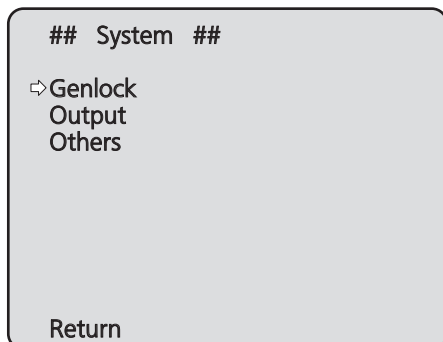 ## System ##
⇨Genlock
Output
Others
Return